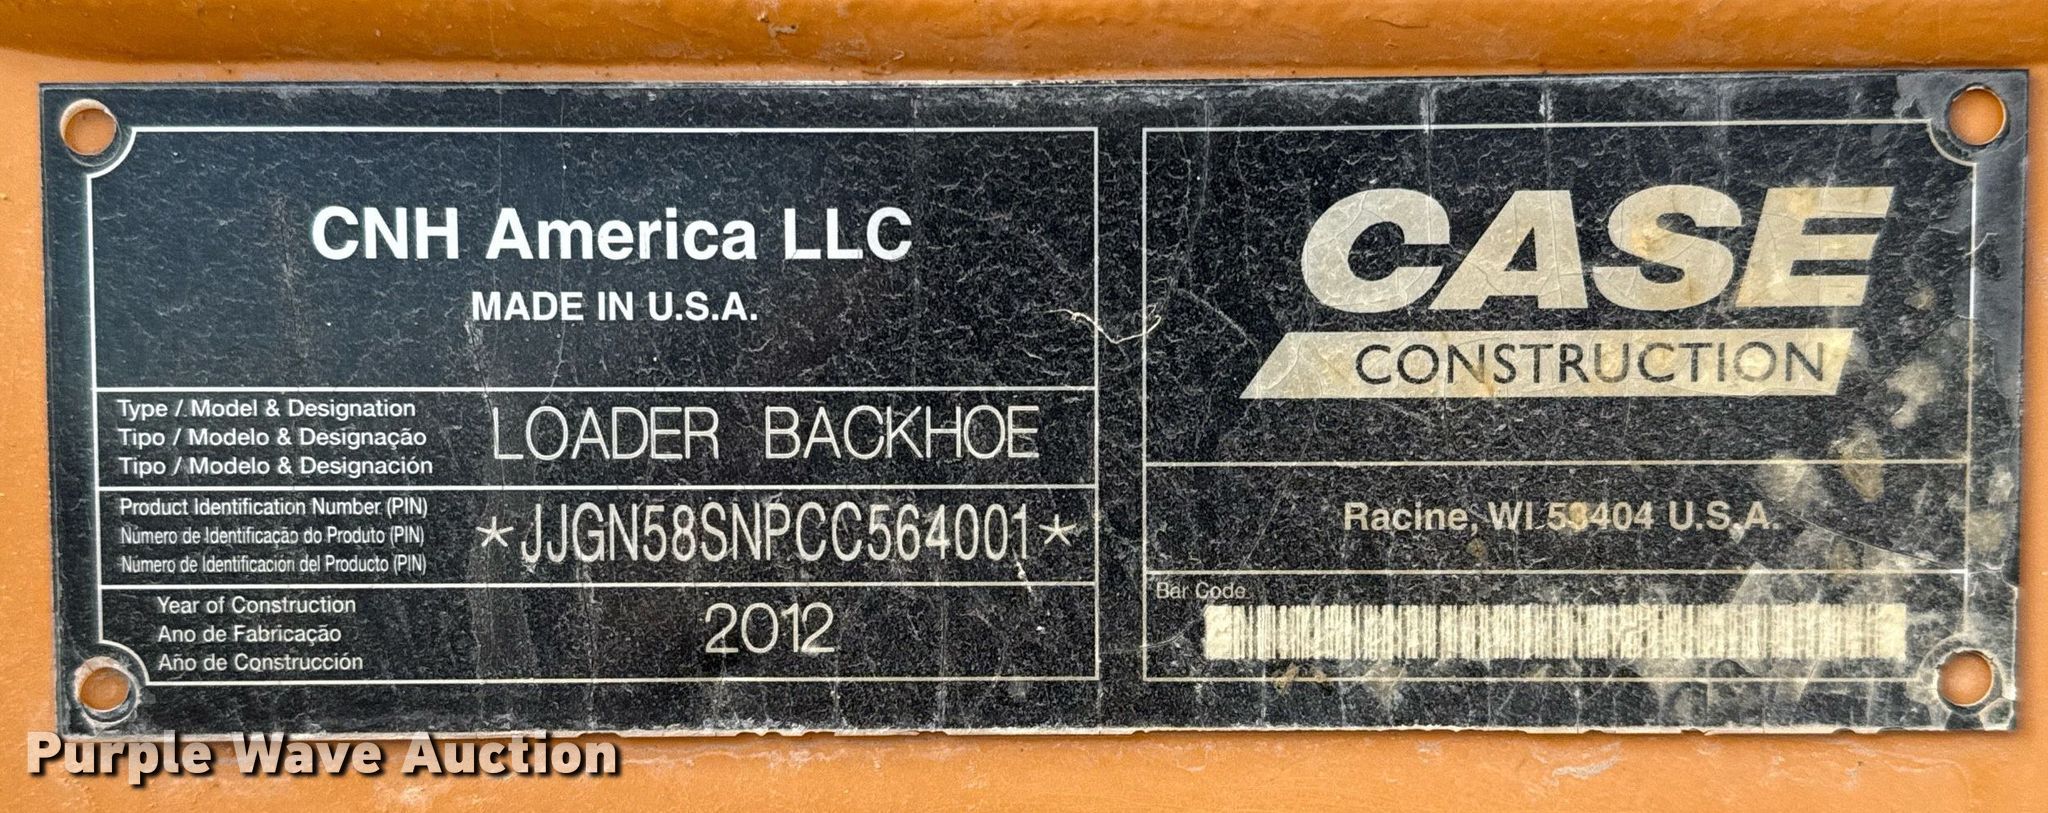 CNH America LLC
MADE IN U.S.A.
Type / Model & Designation
Tipo / Modelo & Designação
Tipo / Modelo & Designación
LOADER BACKHOE
Product Identification Number (PIN)
Número de Identificação do Produto (PIN)
Número de Identificación del Producto (PIN)
*JJGN58SNPCC564001*
Year of Construction
Ano de Fabricação
Año de Construcción
2012
CASE
CONSTRUCTION
Racine, WI 53404 U.S.A.
Bar Code
Purple Wave Auction